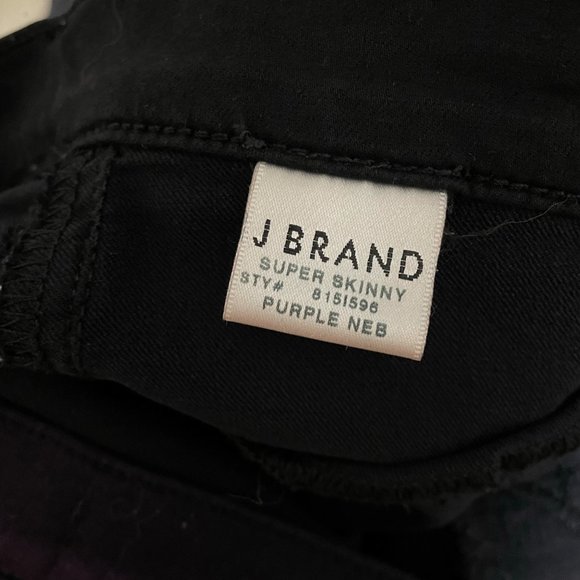 J BRAND
SUPER SKINNY
STY# 8151596
PURPLE NEB